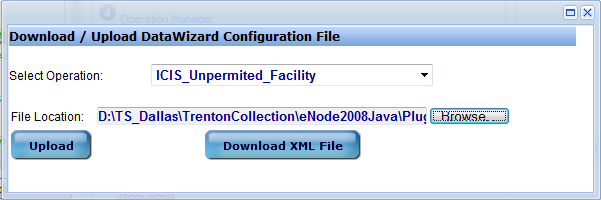 4 Operation Manager
Download / Upload DataWizard Configuration File
Select Operation: ICIS_Unpermited_Facility
File Location: D:\TS_Dallas\TrentonCollection\eNode2008Java\Plug Browse...
Upload Download XML File